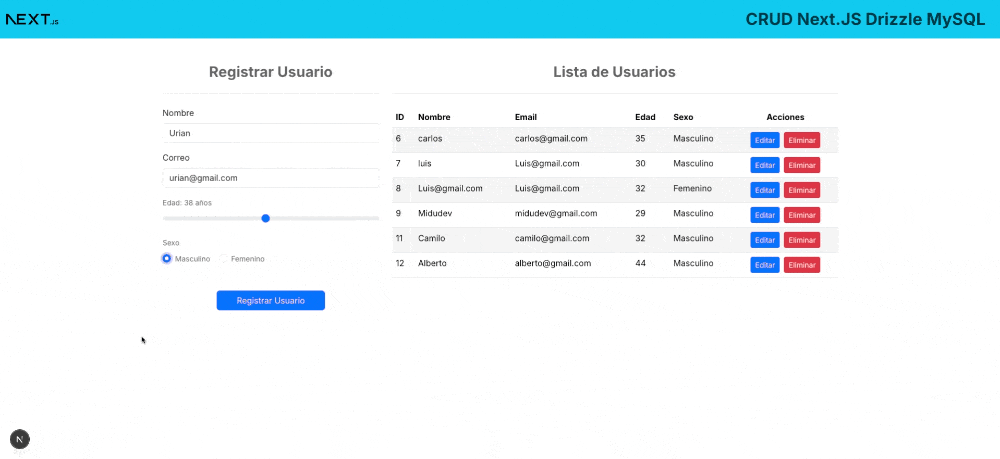 NEXT.JS
CRUD Next.JS Drizzle MySQL
Registrar Usuario
Nombre
Urian
Correo
urian@gmail.com
Edad: 38 años
Sexo
Masculino Femenino
Registrar Usuario
Lista de Usuarios
ID Nombre Email Edad Sexo Acciones
6 carlos carlos@gmail.com 35 Masculino Editar Eliminar
7 luis Luis@gmail.com 30 Masculino Editar Eliminar
8 Luis@gmail.com Luis@gmail.com 32 Femenino Editar Eliminar
9 Midudev midudev@gmail.com 29 Masculino Editar Eliminar
11 Camilo camilo@gmail.com 32 Masculino Editar Eliminar
12 Alberto alberto@gmail.com 44 Masculino Editar Eliminar
N